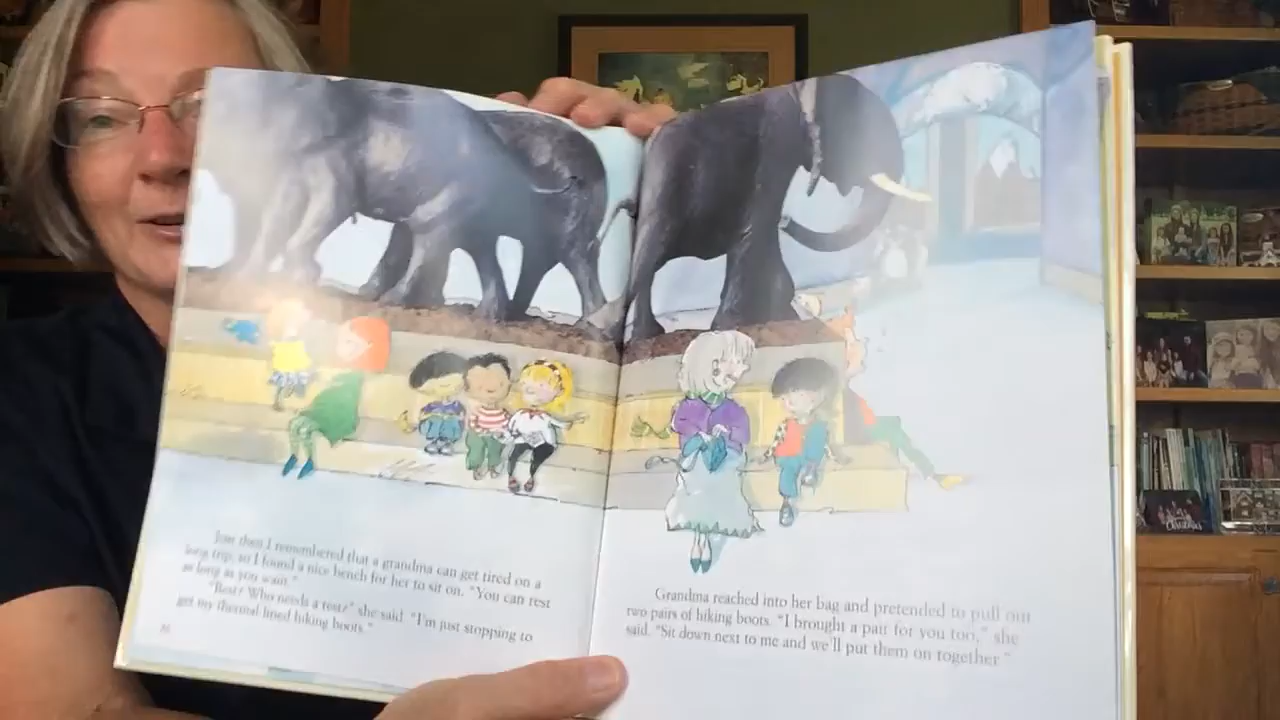 Just then I remembered that a grandma can get tired on a
long trip, so I found a nice bench for her to sit on. "You can rest
as long as you want."
"Rest? Who needs a rest?" she said. "I'm just stopping to
get my thermal lined hiking boots."
Grandma reached into her bag and pretended to pull out
two pairs of hiking boots. "I brought a pair for you too," she
said. "Sit down next to me and we'll put them on together."